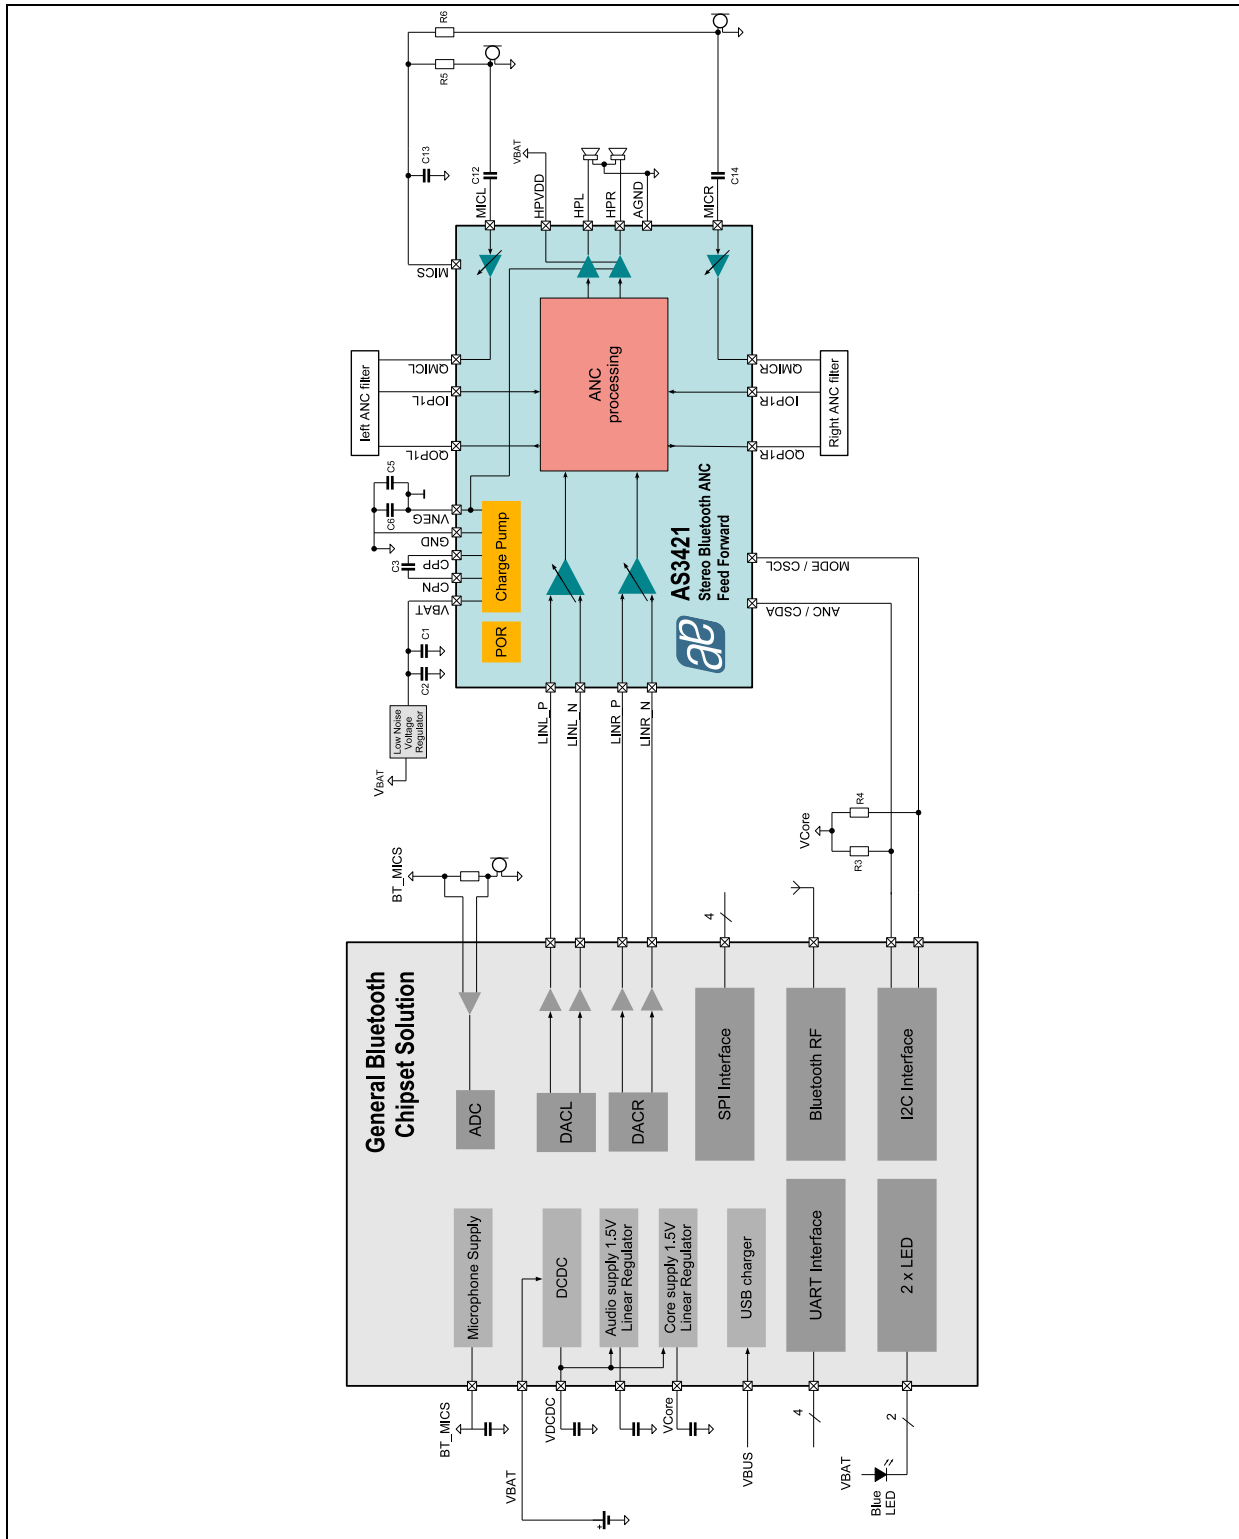 General Bluetooth
Chipset Solution
Microphone Supply
DCDC
Audio supply 1.5V
Linear Regulator
Core supply 1.5V
Linear Regulator
USB charger
UART Interface
2 x LED
ADC
DACL
DACR
SPI Interface
Bluetooth RF
I2C Interface
BT_MICS
VBAT
VDCDC
VCore
VBUS
4
VBAT
Blue
LED
2
BT_MICS
4
VCore
R3
R4
VBAT
Low Noise
Voltage
Regulator
C2
C1
LINL_P
LINL_N
LINR_P
LINR_N
VBAT
CPN
CPP
GND
VNEG
C3
C6
C5
POR
Charge Pump
AS3421
Stereo Bluetooth ANC
Feed Forward
ANC
processing
ANC / CSDA
MODE / CSCL
QOP1L
IOP1L
QMICL
left ANC filter
QOP1R
IOP1R
QMICR
Right ANC filter
MICS
MICL
HPVDD
HPL
HPR
AGND
MICR
VBAT
C13
C12
C14
R5
R6